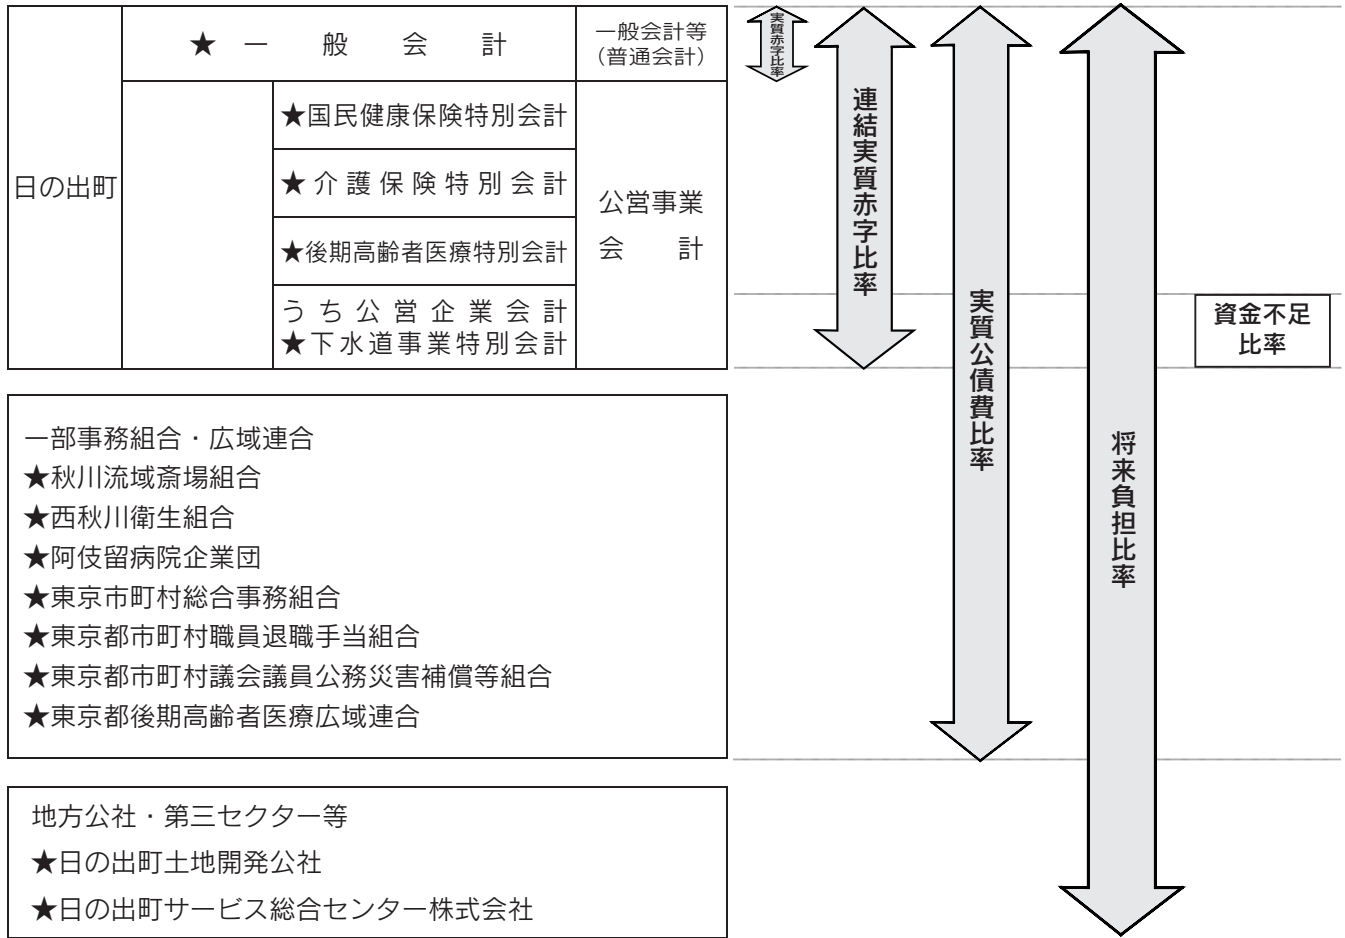 日の出町
★ 一 般 会 計
一般会計等
（普通会計）
★国民健康保険特別会計
★介護保険特別会計
★後期高齢者医療特別会計
うち公営企業会計
★下水道事業特別会計
公営事業
会 計
実質赤字比率
連結実質赤字比率
実質公債費比率
将来負担比率
資金不足
比率
一部事務組合・広域連合
★秋川流域斎場組合
★西秋川衛生組合
★阿伎留病院企業団
★東京市町村総合事務組合
★東京都市町村職員退職手当組合
★東京都市町村議会議員公務災害補償等組合
★東京都後期高齢者医療広域連合
地方公社・第三セクター等
★日の出町土地開発公社
★日の出町サービス総合センター株式会社